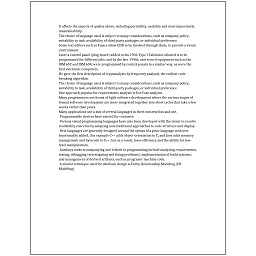 It affects the aspects of quality above, including portability, usability and most importantly
maintainability.
The choice of language used is subject to many considerations, such as company policy,
suitability to task, availability of third-party packages, or individual preference.
Some text editors such as Emacs allow GDB to be invoked through them, to provide a visual
environment.
Later a control panel (plug board) added to his 1906 Type I Tabulator allowed it to be
programmed for different jobs, and by the late 1940s, unit record equipment such as the
IBM 602 and IBM 604, were programmed by control panels in a similar way, as were the
first electronic computers.
He gave the first description of cryptanalysis by frequency analysis, the earliest code-
breaking algorithm.
The choice of language used is subject to many considerations, such as company policy,
suitability to task, availability of third-party packages, or individual preference.
One approach popular for requirements analysis is Use Case analysis.
Many programmers use forms of Agile software development where the various stages of
formal software development are more integrated together into short cycles that take a few
weeks rather than years.
Many applications use a mix of several languages in their construction and use.
Programmable devices have existed for centuries.
Various visual programming languages have also been developed with the intent to resolve
readability concerns by adopting non-traditional approaches to code structure and display.
New languages are generally designed around the syntax of a prior language with new
functionality added, (for example C++ adds object-orientation to C, and Java adds memory
management and bytecode to C++, but as a result, loses efficiency and the ability for low-
level manipulation).
Auxiliary tasks accompanying and related to programming include analyzing requirements,
testing, debugging (investigating and fixing problems), implementation of build systems,
and management of derived artifacts, such as programs' machine code.
A similar technique used for database design is Entity-Relationship Modeling (ER
Modeling).